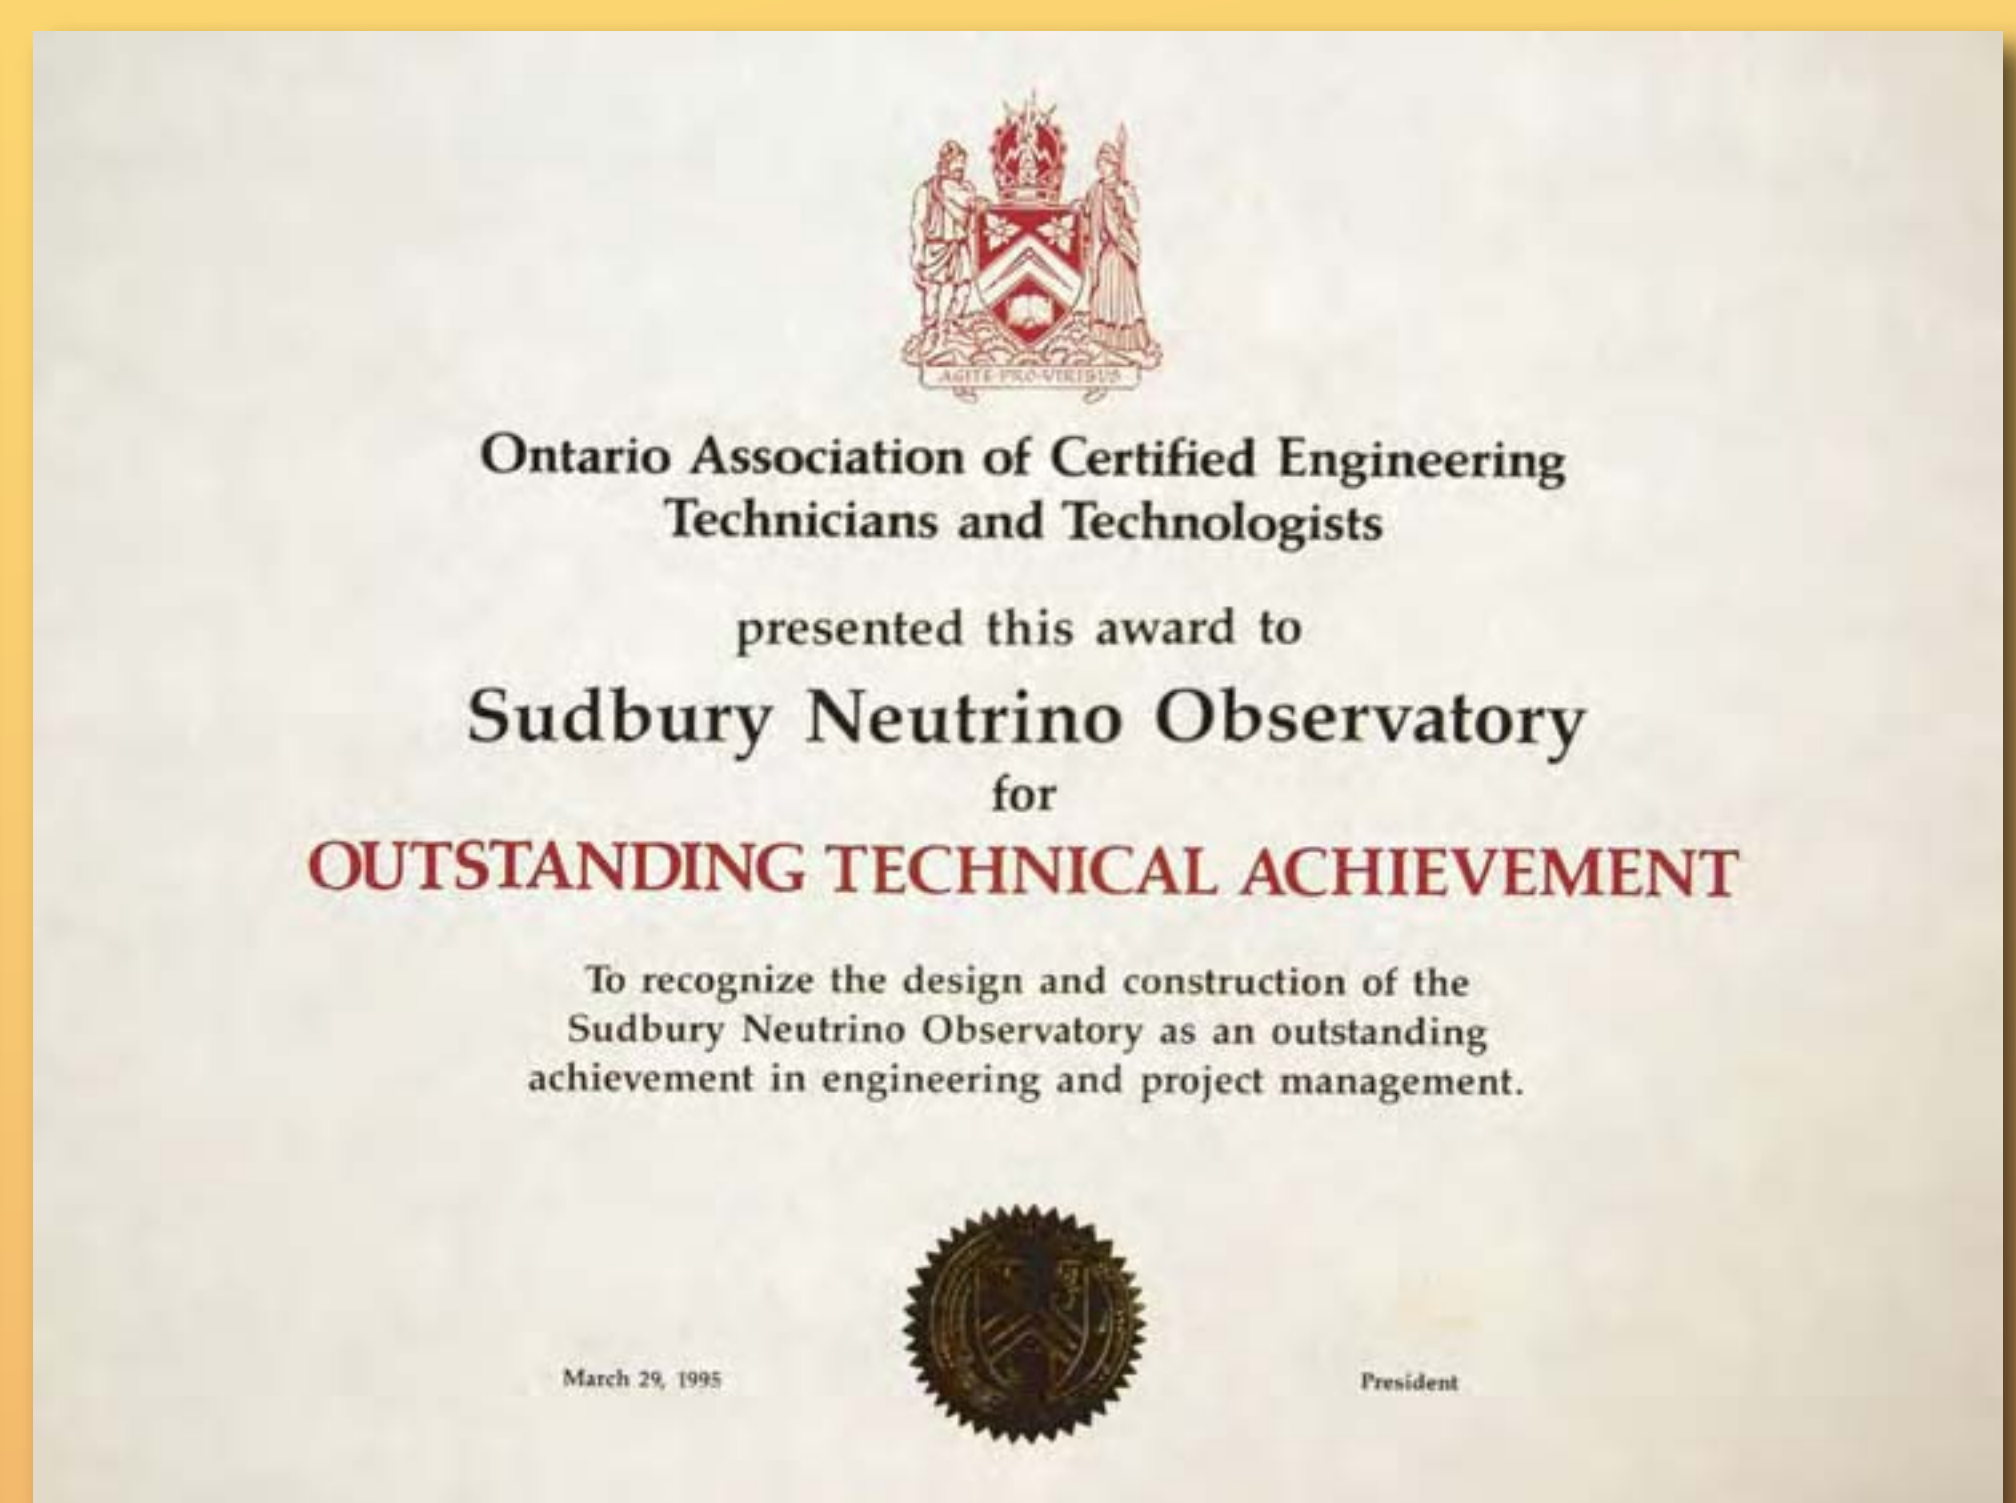 AGITE·PRO·VIRIBUS
Ontario Association of Certified Engineering
Technicians and Technologists
presented this award to
Sudbury Neutrino Observatory
for
OUTSTANDING TECHNICAL ACHIEVEMENT
To recognize the design and construction of the
Sudbury Neutrino Observatory as an outstanding
achievement in engineering and project management.
March 29, 1995
President